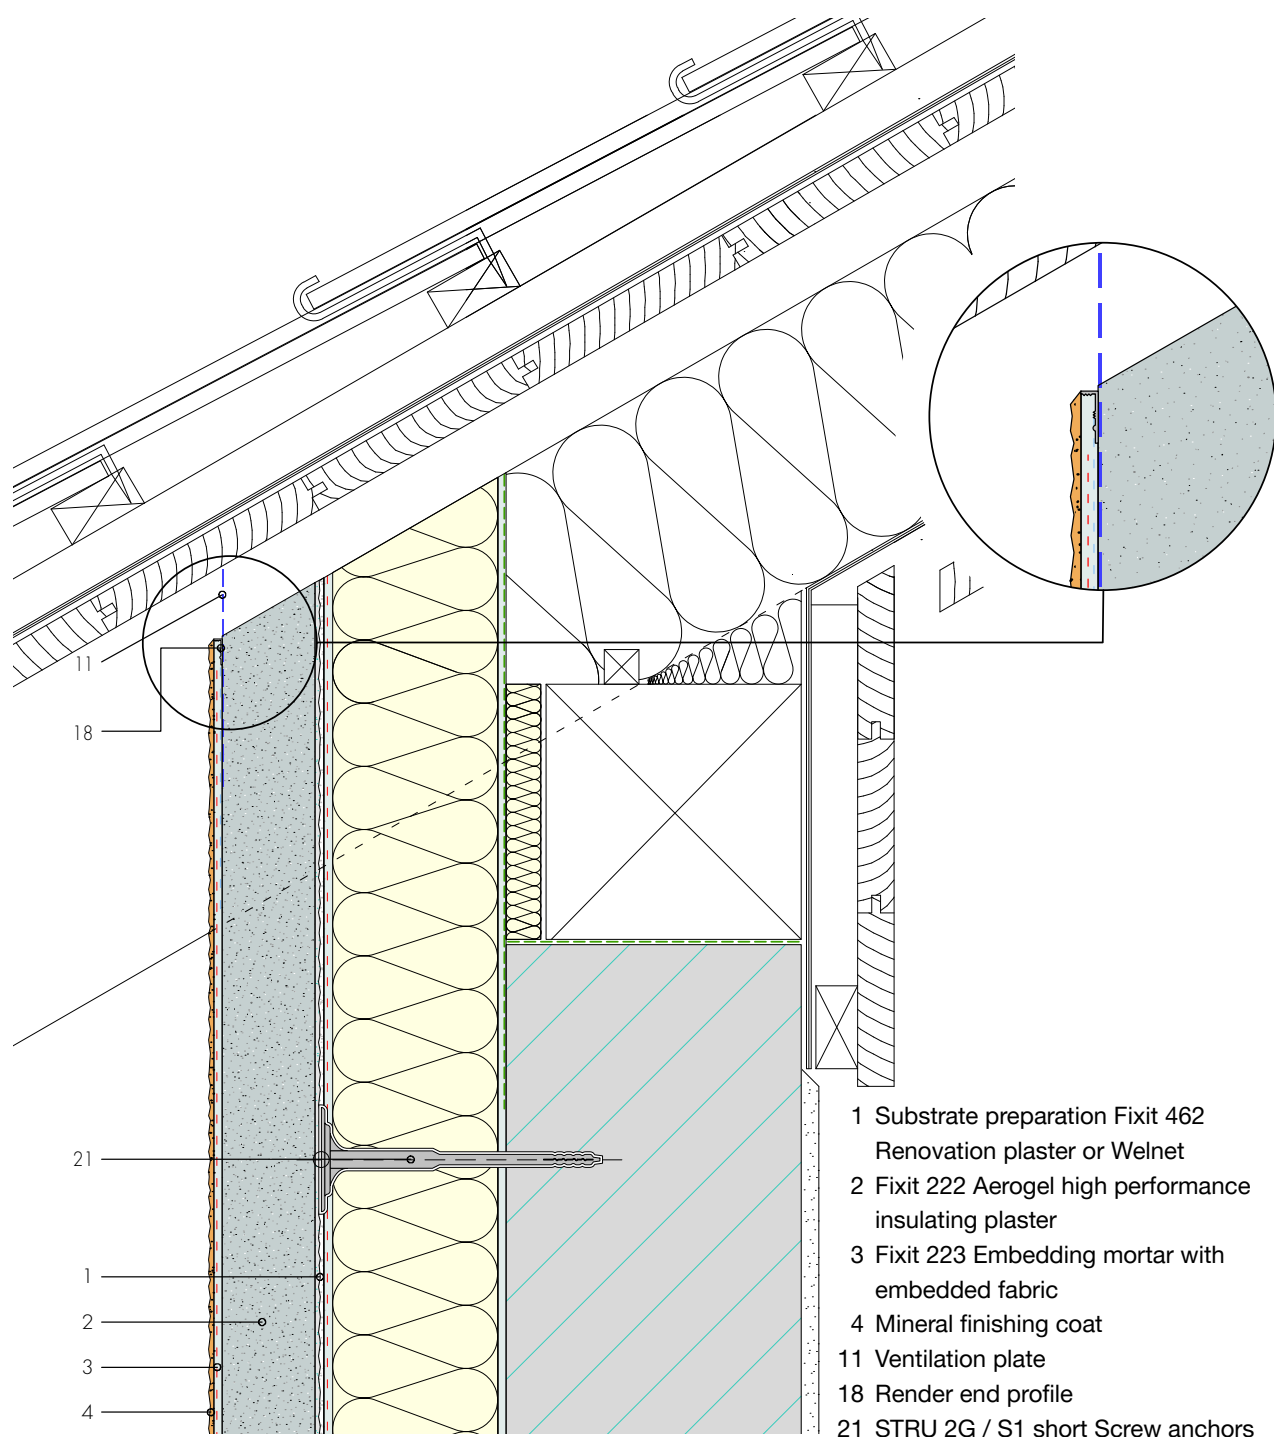 11
18
21
1
2
3
4
1 Substrate preparation Fixit 462
Renovation plaster or Welnet
2 Fixit 222 Aerogel high performance
insulating plaster
3 Fixit 223 Embedding mortar with
embedded fabric
4 Mineral finishing coat
11 Ventilation plate
18 Render end profile
21 STRU 2G / S1 short Screw anchors